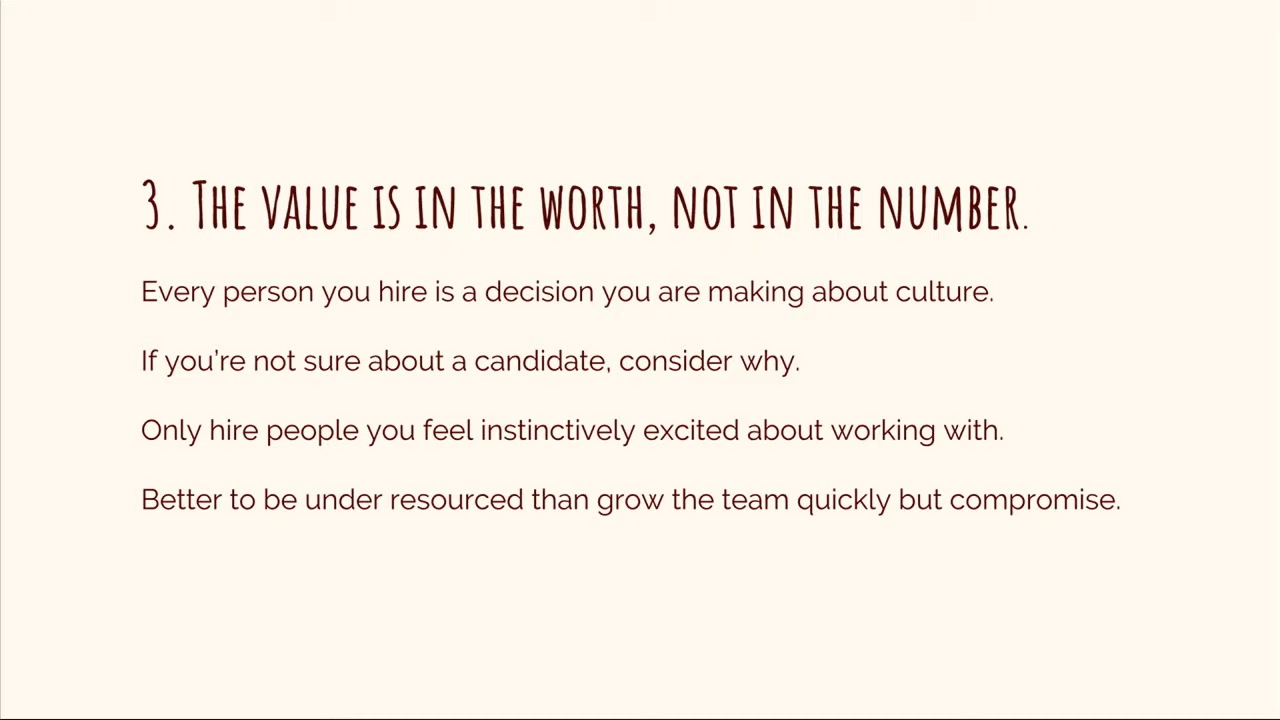 3. The value is in the worth, not in the number.
Every person you hire is a decision you are making about culture.
If you’re not sure about a candidate, consider why.
Only hire people you feel instinctively excited about working with.
Better to be under resourced than grow the team quickly but compromise.